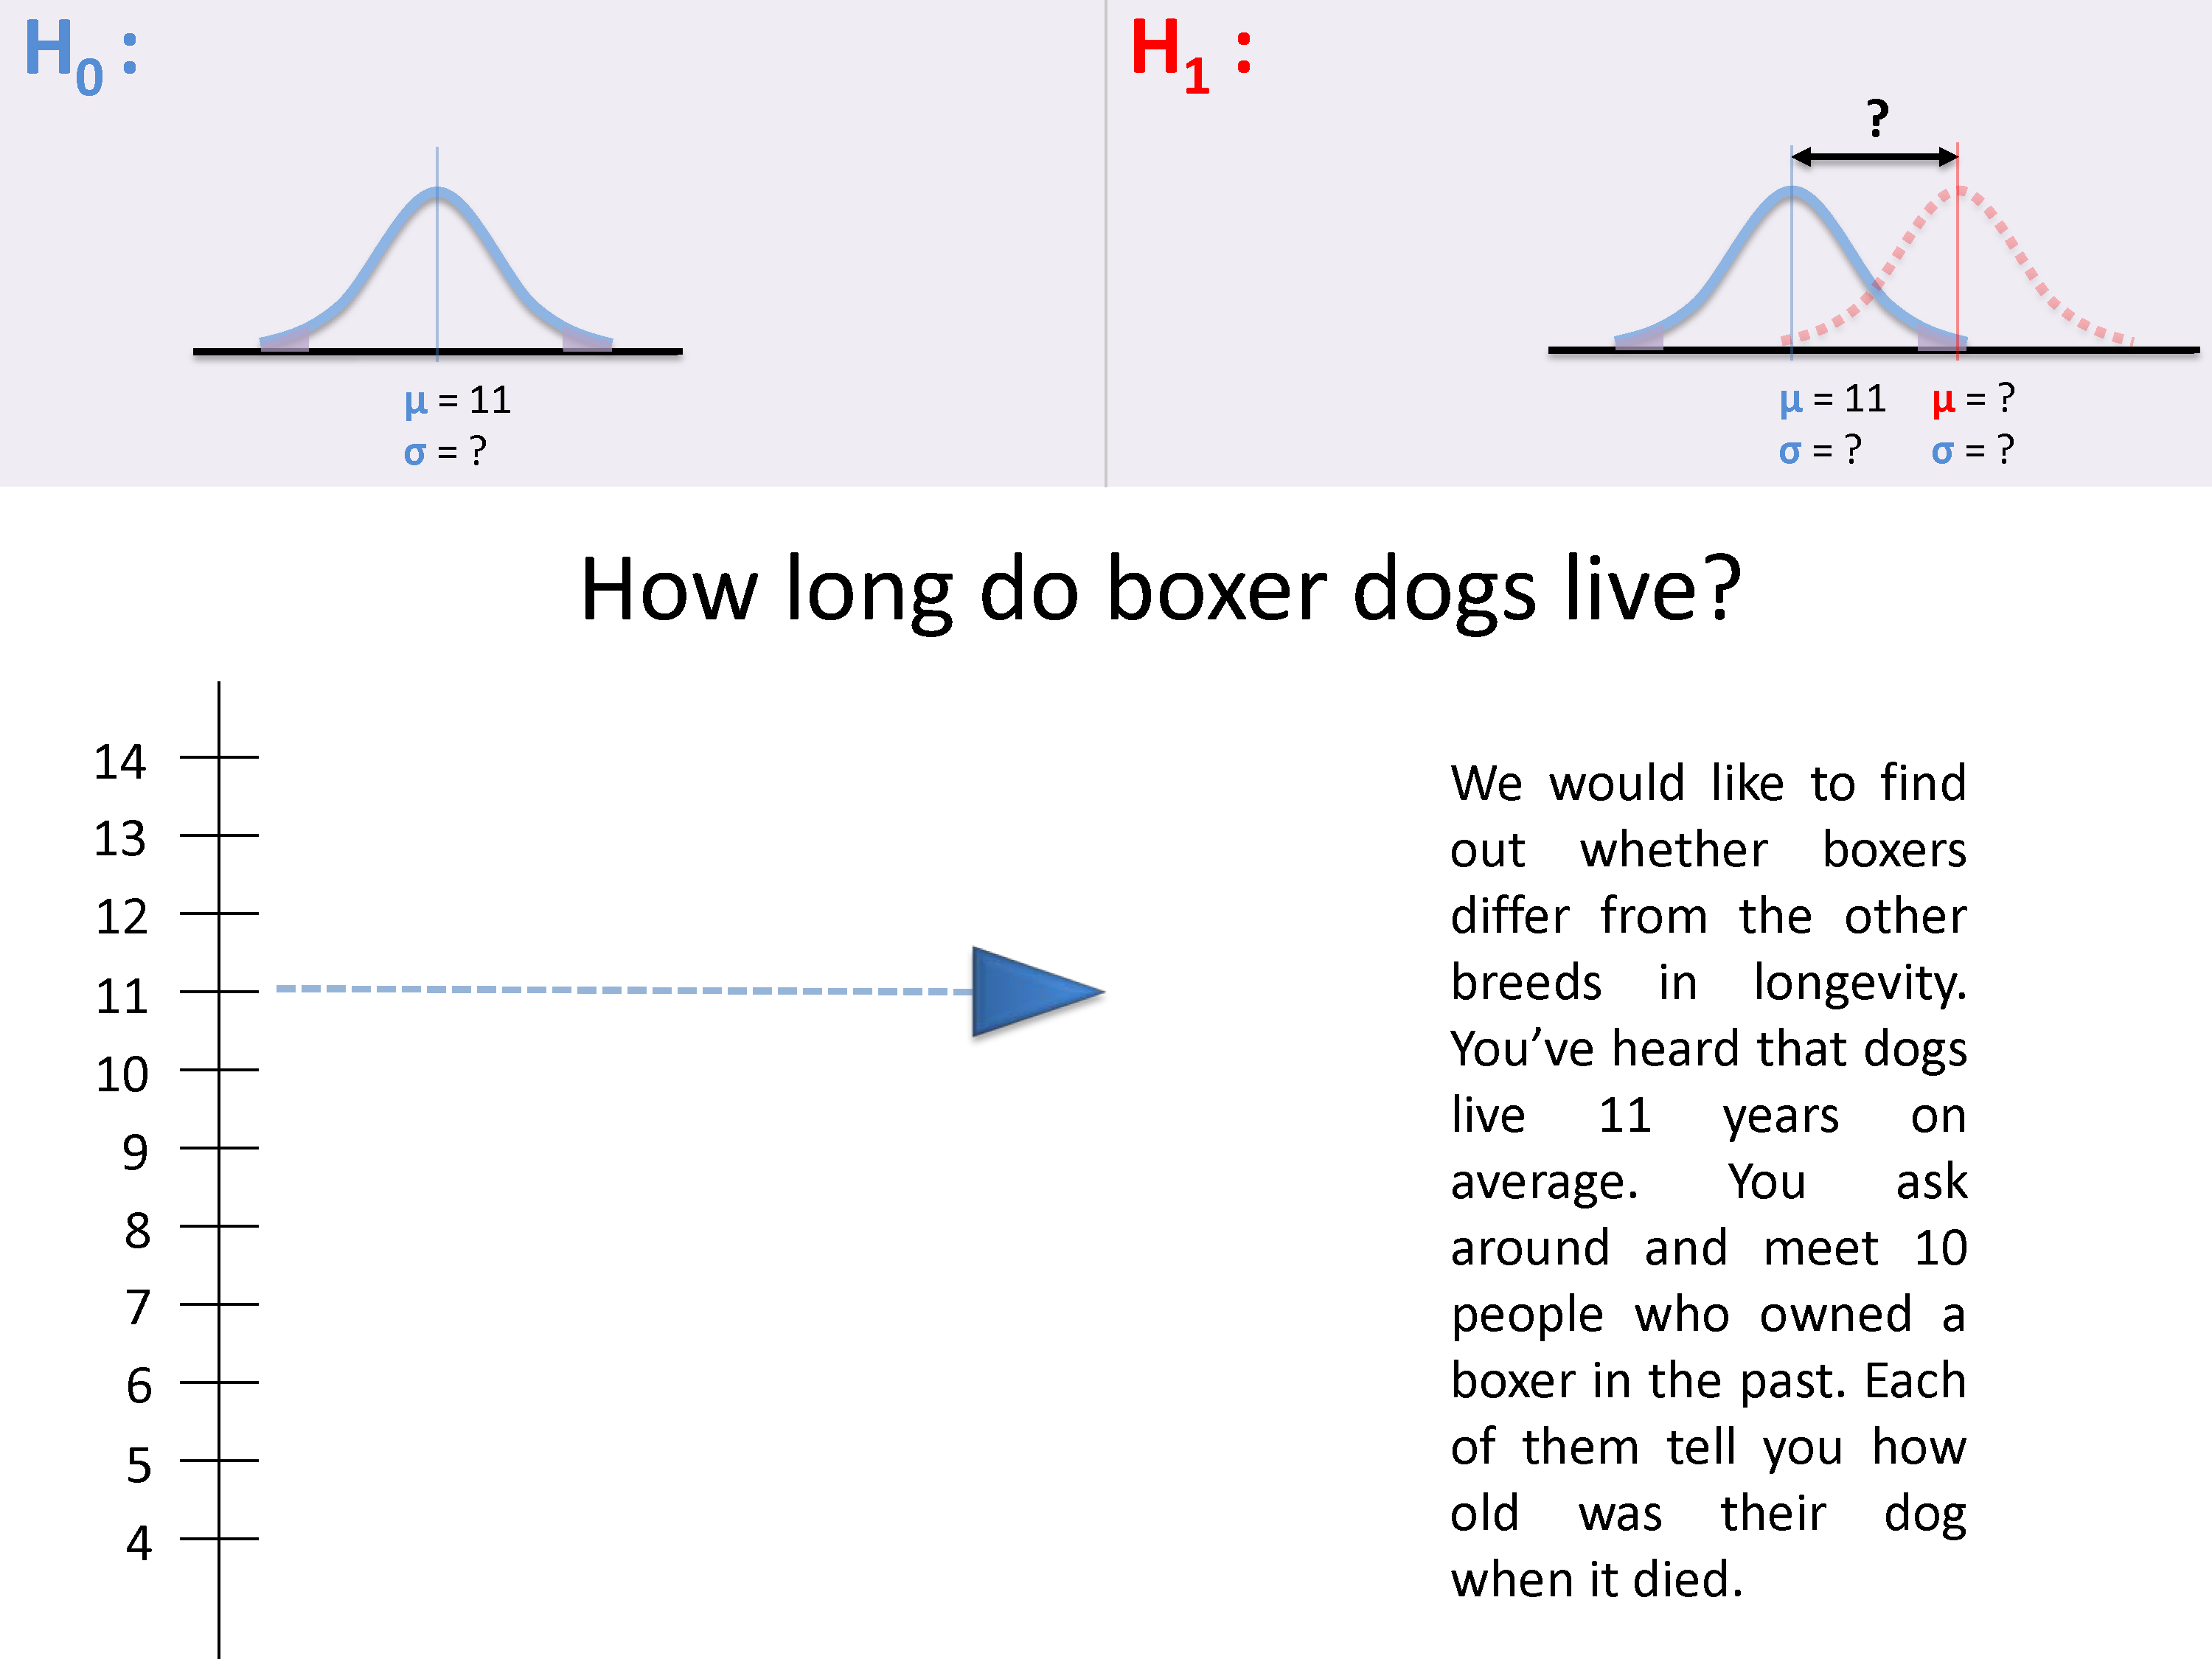 H₀ :
H₁ :
?
μ = 11
σ = ?
μ = 11
σ = ?
μ = ?
σ = ?
How long do boxer dogs live?
14
13
12
11
10
9
8
7
6
5
4
We would like to find
out whether boxers
differ from the other
breeds in longevity.
You’ve heard that dogs
live 11 years on
average. You ask
around and meet 10
people who owned a
boxer in the past. Each
of them tell you how
old was their dog
when it died.